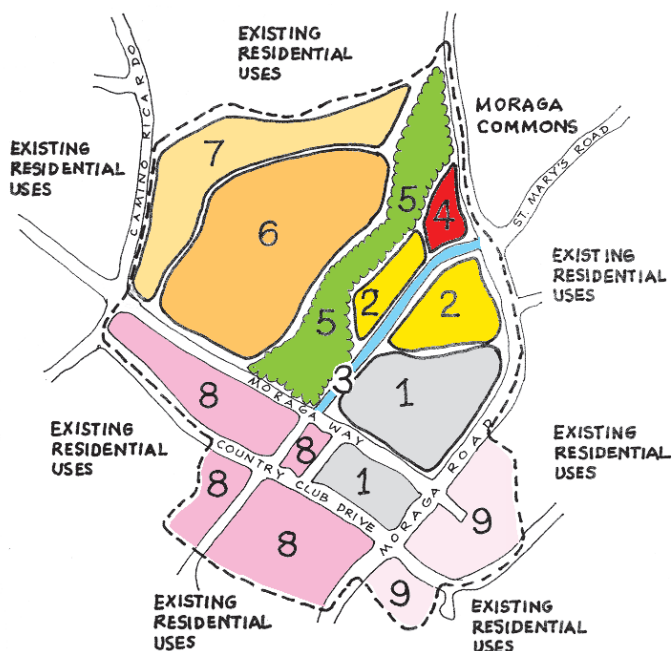 EXISTING
RESIDENTIAL
USES
CAMINO RICARDO
MORAGA
COMMONS
EXISTING
RESIDENTIAL
USES
7
ST. MARY'S ROAD
5
4
6
EXISTING
RESIDENTIAL
USES
2
2
5
3
8
MORAGA WAY
1
EXISTING
RESIDENTIAL
USES
8
EXISTING
RESIDENTIAL
USES
COUNTRY CLUB DRIVE
8
1
MORAGA ROAD
9
8
9
EXISTING
RESIDENTIAL
USES
EXISTING
RESIDENTIAL
USES